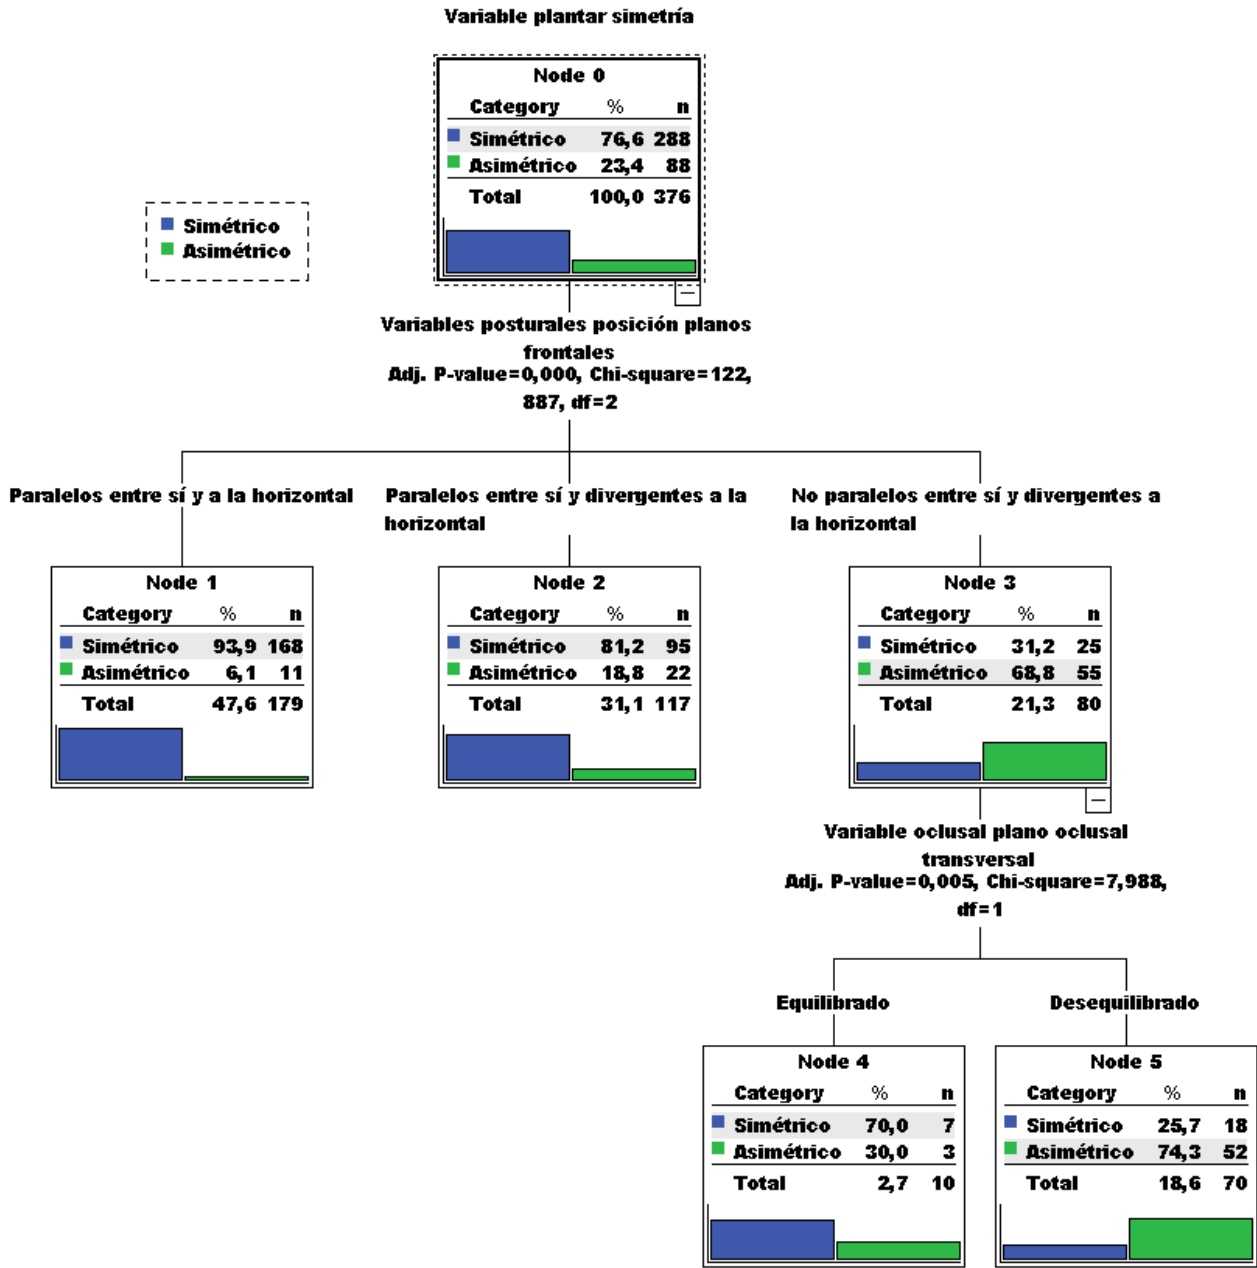 Variable plantar simetría
Node 0
Category % n
Simétrico 76,6 288
Asimétrico 23,4 88
Total 100,0 376
Simétrico
Asimétrico
Variables posturales posición planos
frontales
Adj. P-value=0,000, Chi-square=122,
887, df=2
Paralelos entre sí y a la horizontal
Paralelos entre sí y divergentes a la
horizontal
No paralelos entre sí y divergentes a
la horizontal
Node 1
Category % n
Simétrico 93,9 168
Asimétrico 6,1 11
Total 47,6 179
Node 2
Category % n
Simétrico 81,2 95
Asimétrico 18,8 22
Total 31,1 117
Node 3
Category % n
Simétrico 31,2 25
Asimétrico 68,8 55
Total 21,3 80
Variable oclusal plano oclusal
transversal
Adj. P-value=0,005, Chi-square=7,988,
df=1
Equilibrado
Desequilibrado
Node 4
Category % n
Simétrico 70,0 7
Asimétrico 30,0 3
Total 2,7 10
Node 5
Category % n
Simétrico 25,7 18
Asimétrico 74,3 52
Total 18,6 70